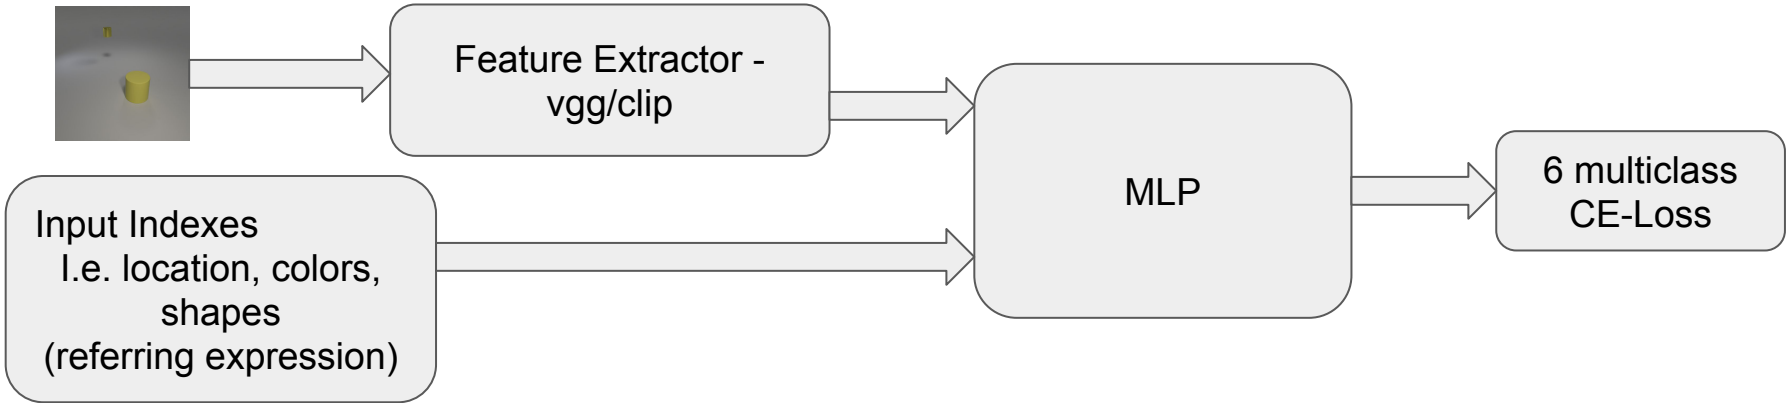 Feature Extractor -
vgg/clip
Input Indexes
I.e. location, colors,
shapes
(referring expression)
MLP
6 multiclass
CE-Loss